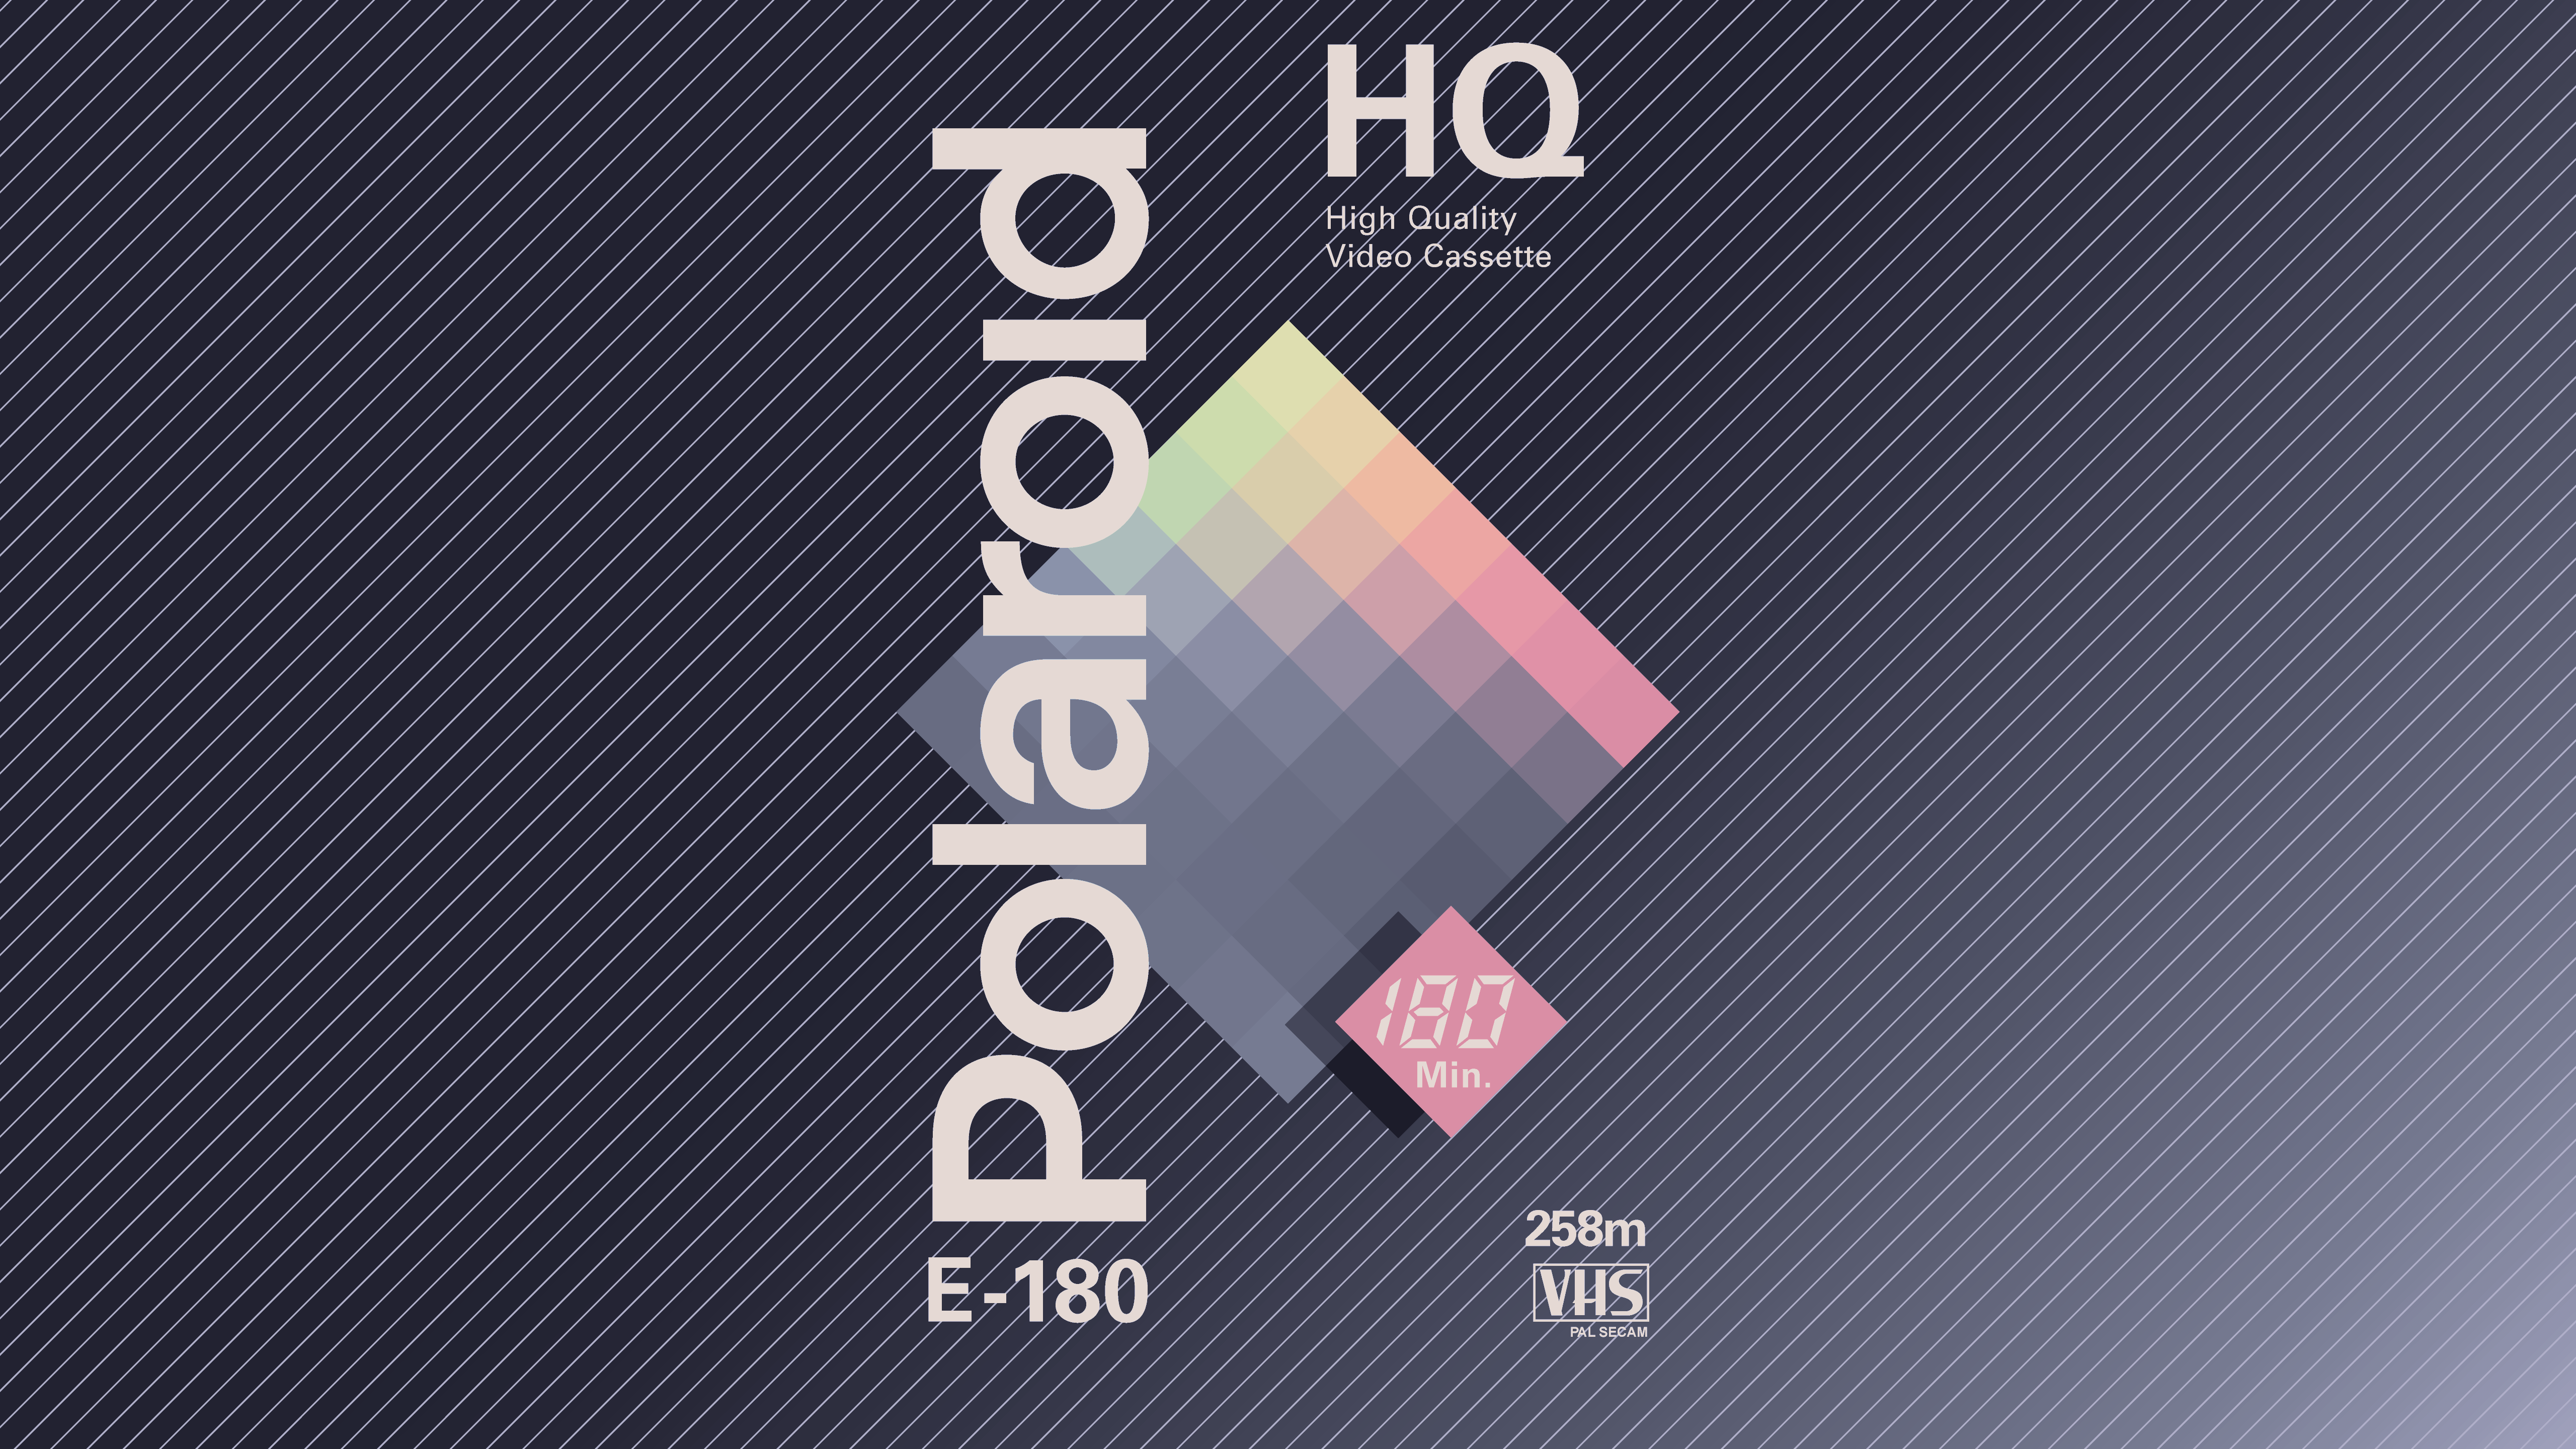 HQ
High Quality
Video Cassette
Polaroid
180
Min.
E-180
258m
VHS
PAL SECAM